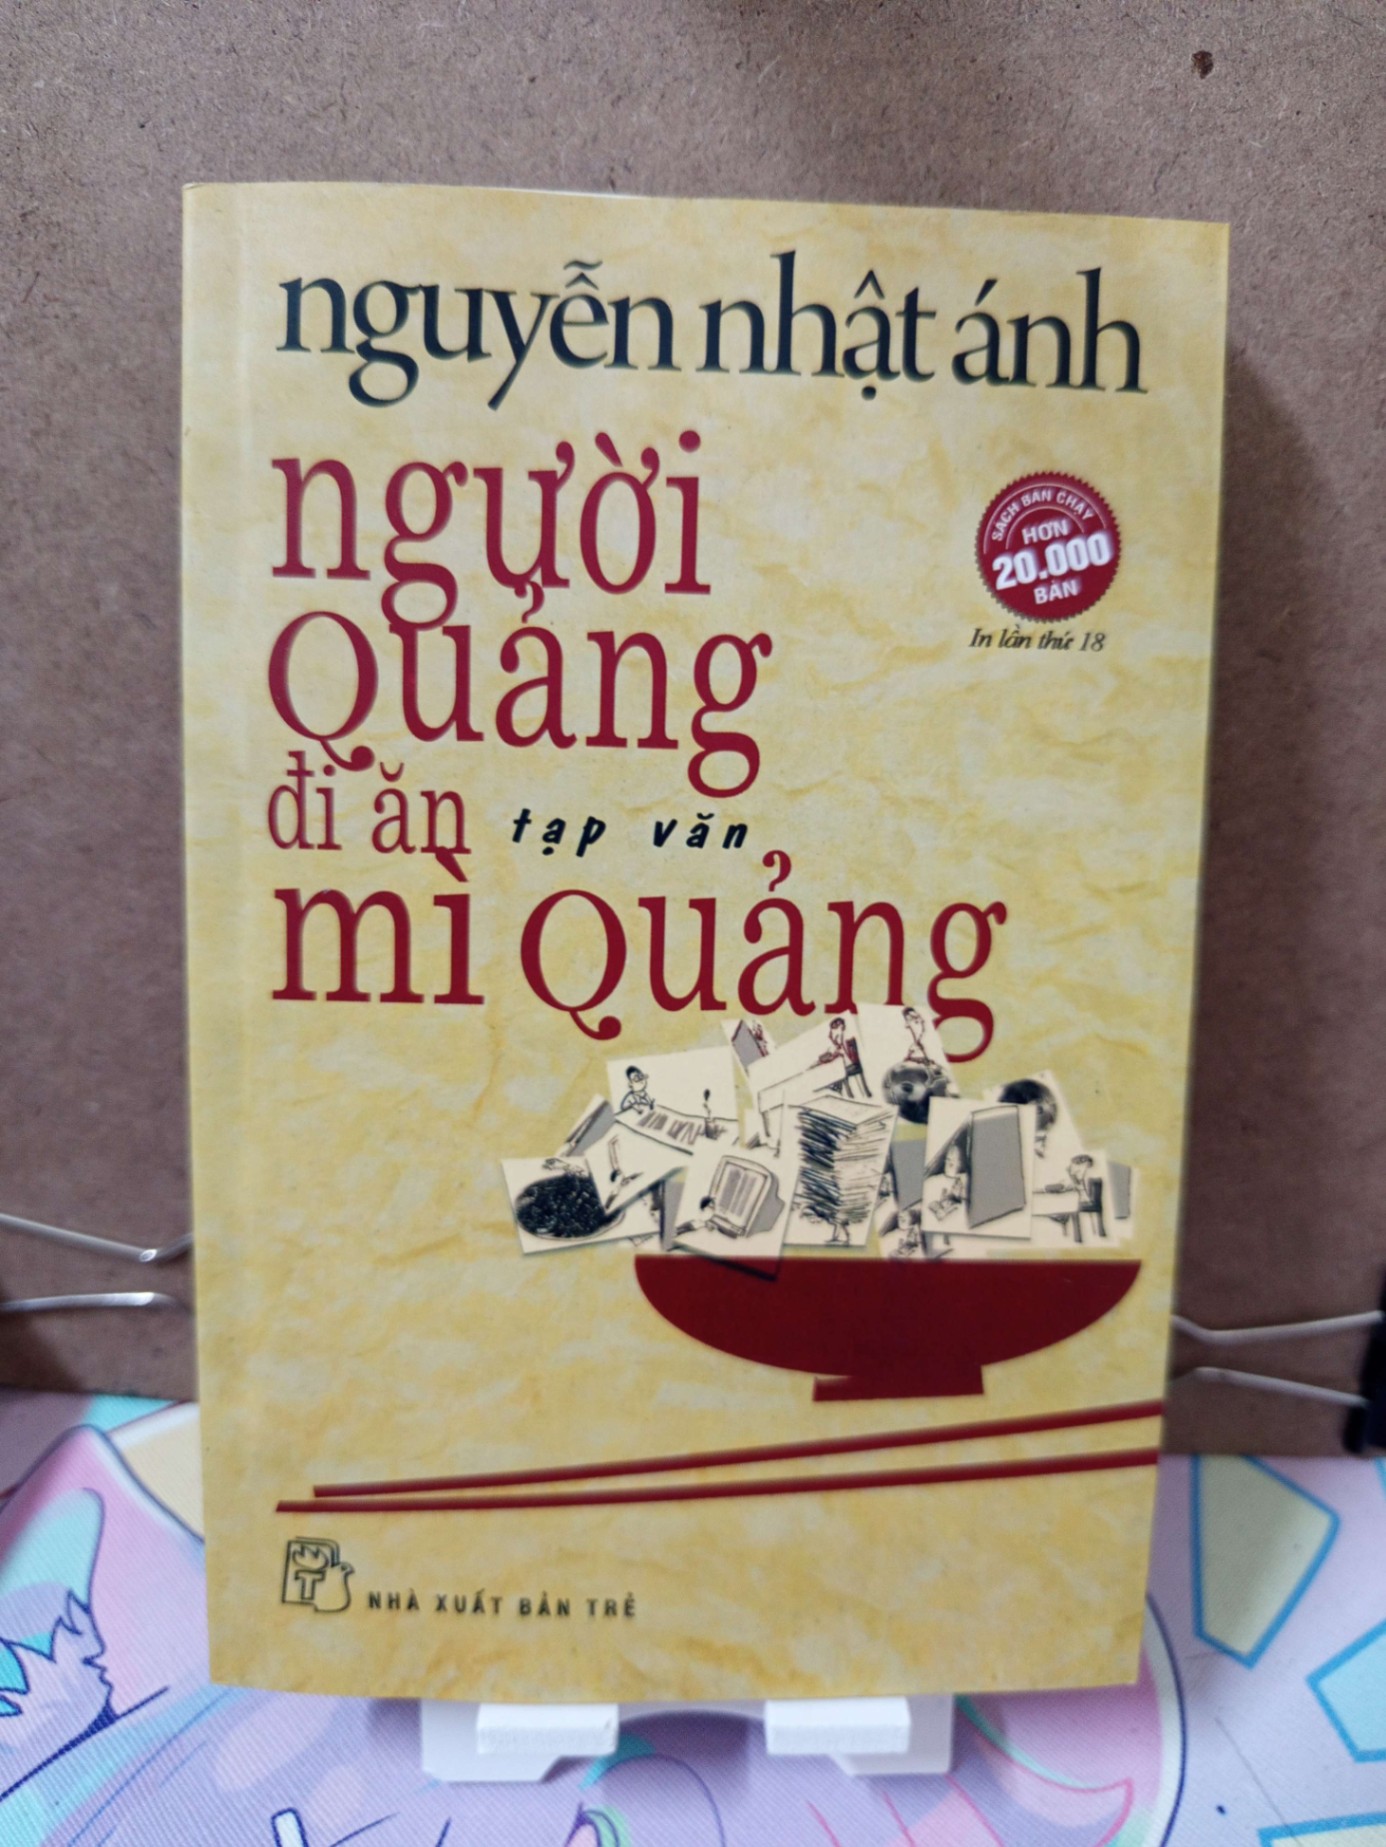 nguyễn nhật ánh
người
Quảng
đi ăn tạp văn
mì Quảng
SÁCH BÁN CHẠY
HƠN
20.000
BẢN
In lần thứ 18
NHÀ XUẤT BẢN TRẺ